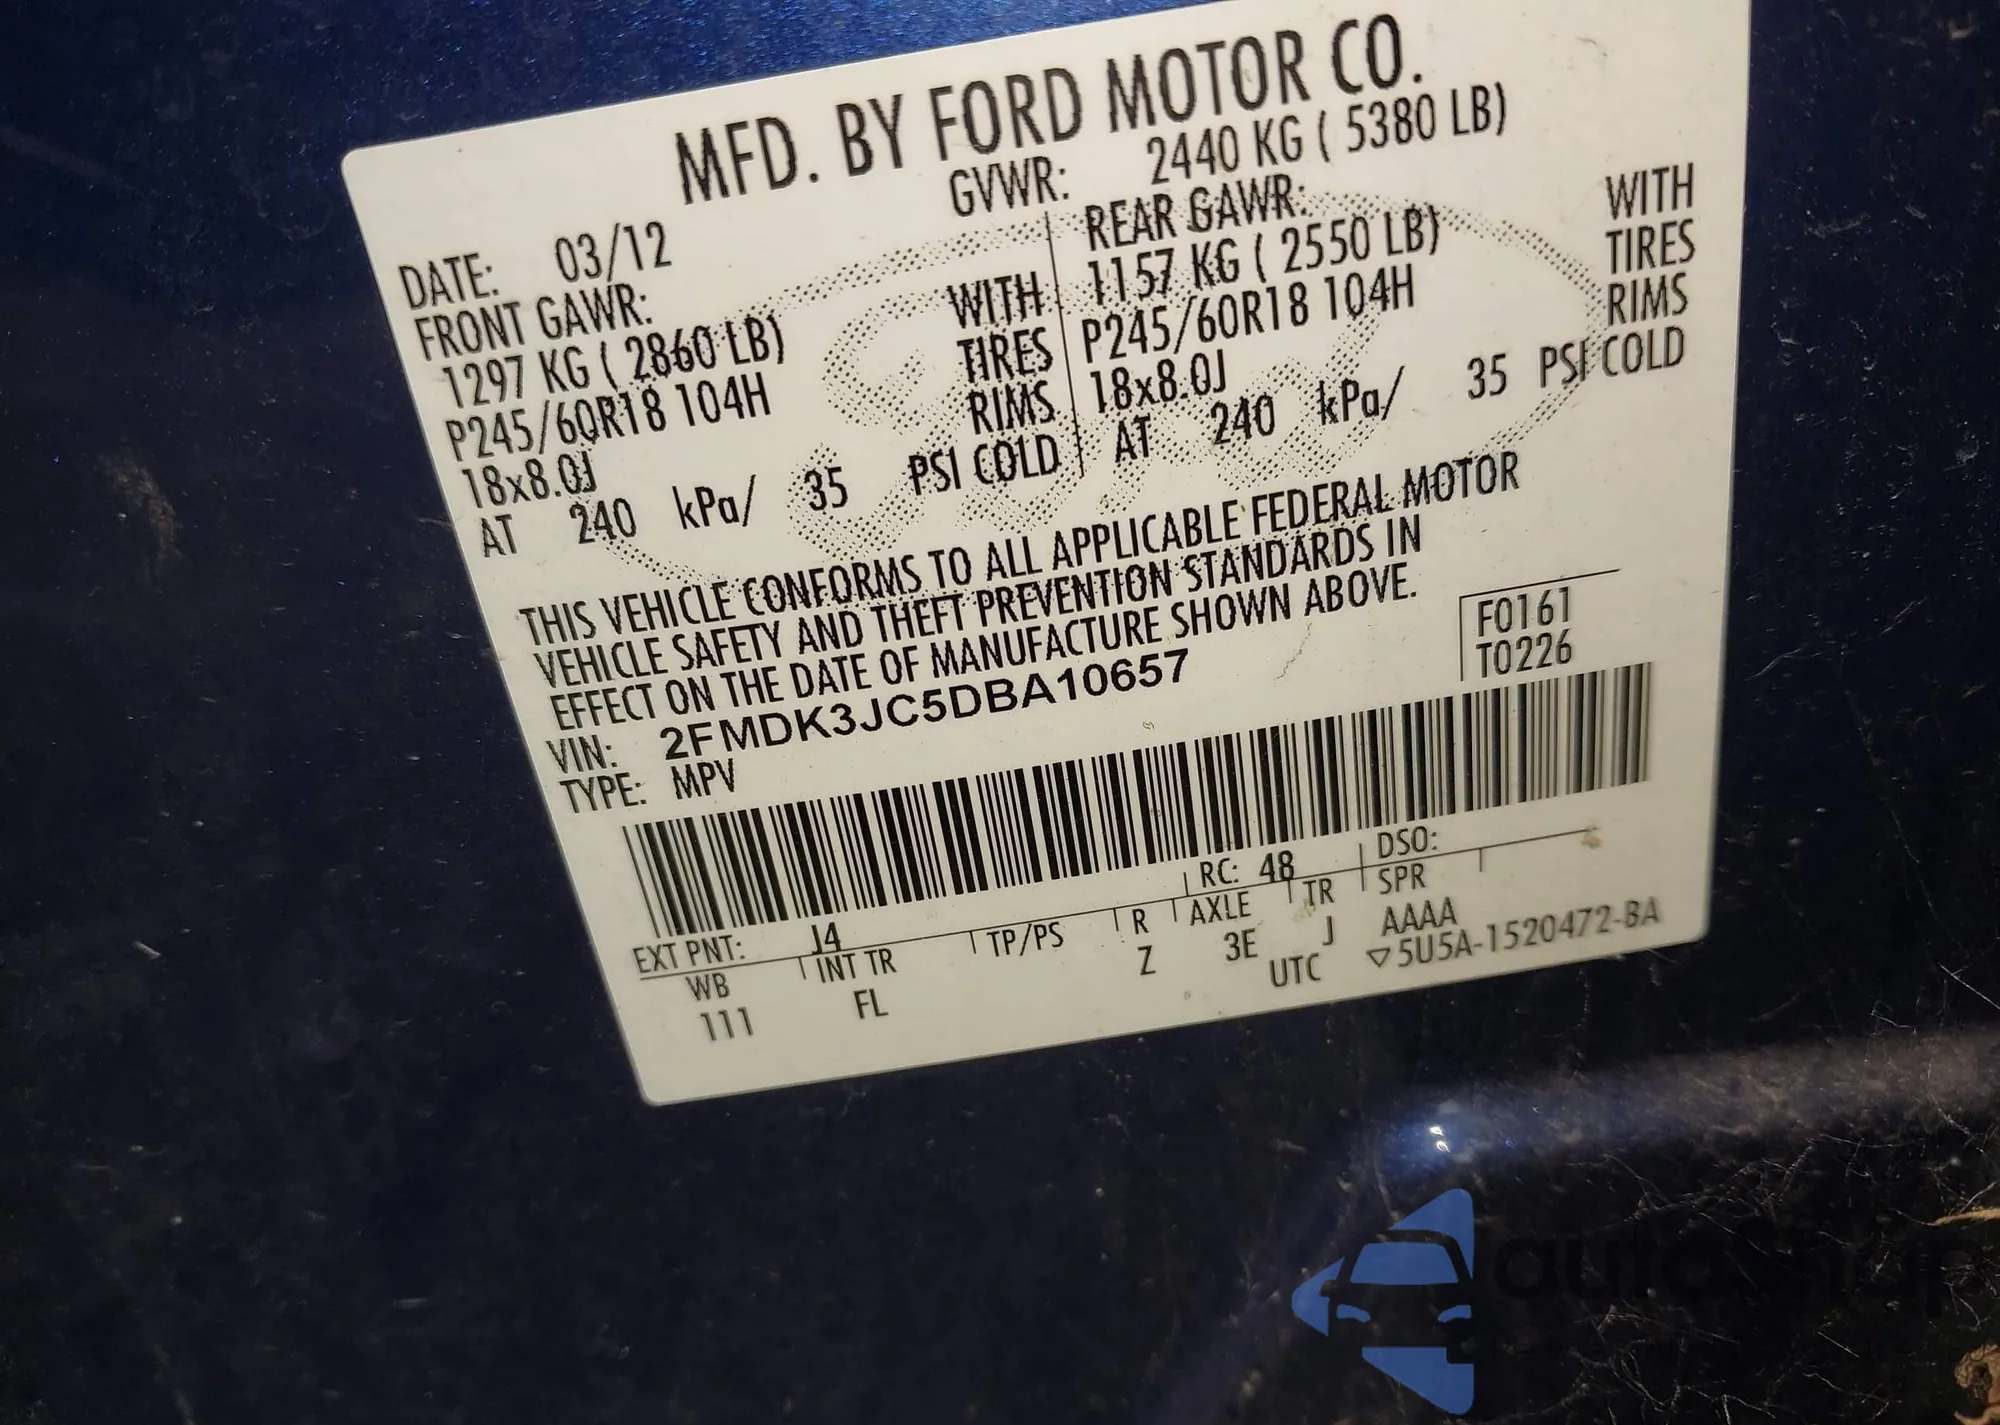 MFD. BY FORD MOTOR CO.
DATE: 03/12 GVWR: 2440 KG ( 5380 LB)
FRONT GAWR: REAR GAWR:
1297 KG ( 2860 LB) WITH 1157 KG ( 2550 LB) WITH
P245/60R18 104H TIRES P245/60R18 104H TIRES
18x8.0J RIMS 18x8.0J RIMS
AT 240 kPa/ 35 PSI COLD AT 240 kPa/ 35 PSI COLD
THIS VEHICLE CONFORMS TO ALL APPLICABLE FEDERAL MOTOR
VEHICLE SAFETY AND THEFT PREVENTION STANDARDS IN
EFFECT ON THE DATE OF MANUFACTURE SHOWN ABOVE.
F0161
T0226
VIN: 2FMDK3JC5DBA10657
TYPE: MPV
EXT PNT: J4 RC: 48 DSO:
WB INT TR TP/PS R AXLE TR SPR
111 FL Z 3E J AAAA
UTC ▽5U5A-1520472-BA